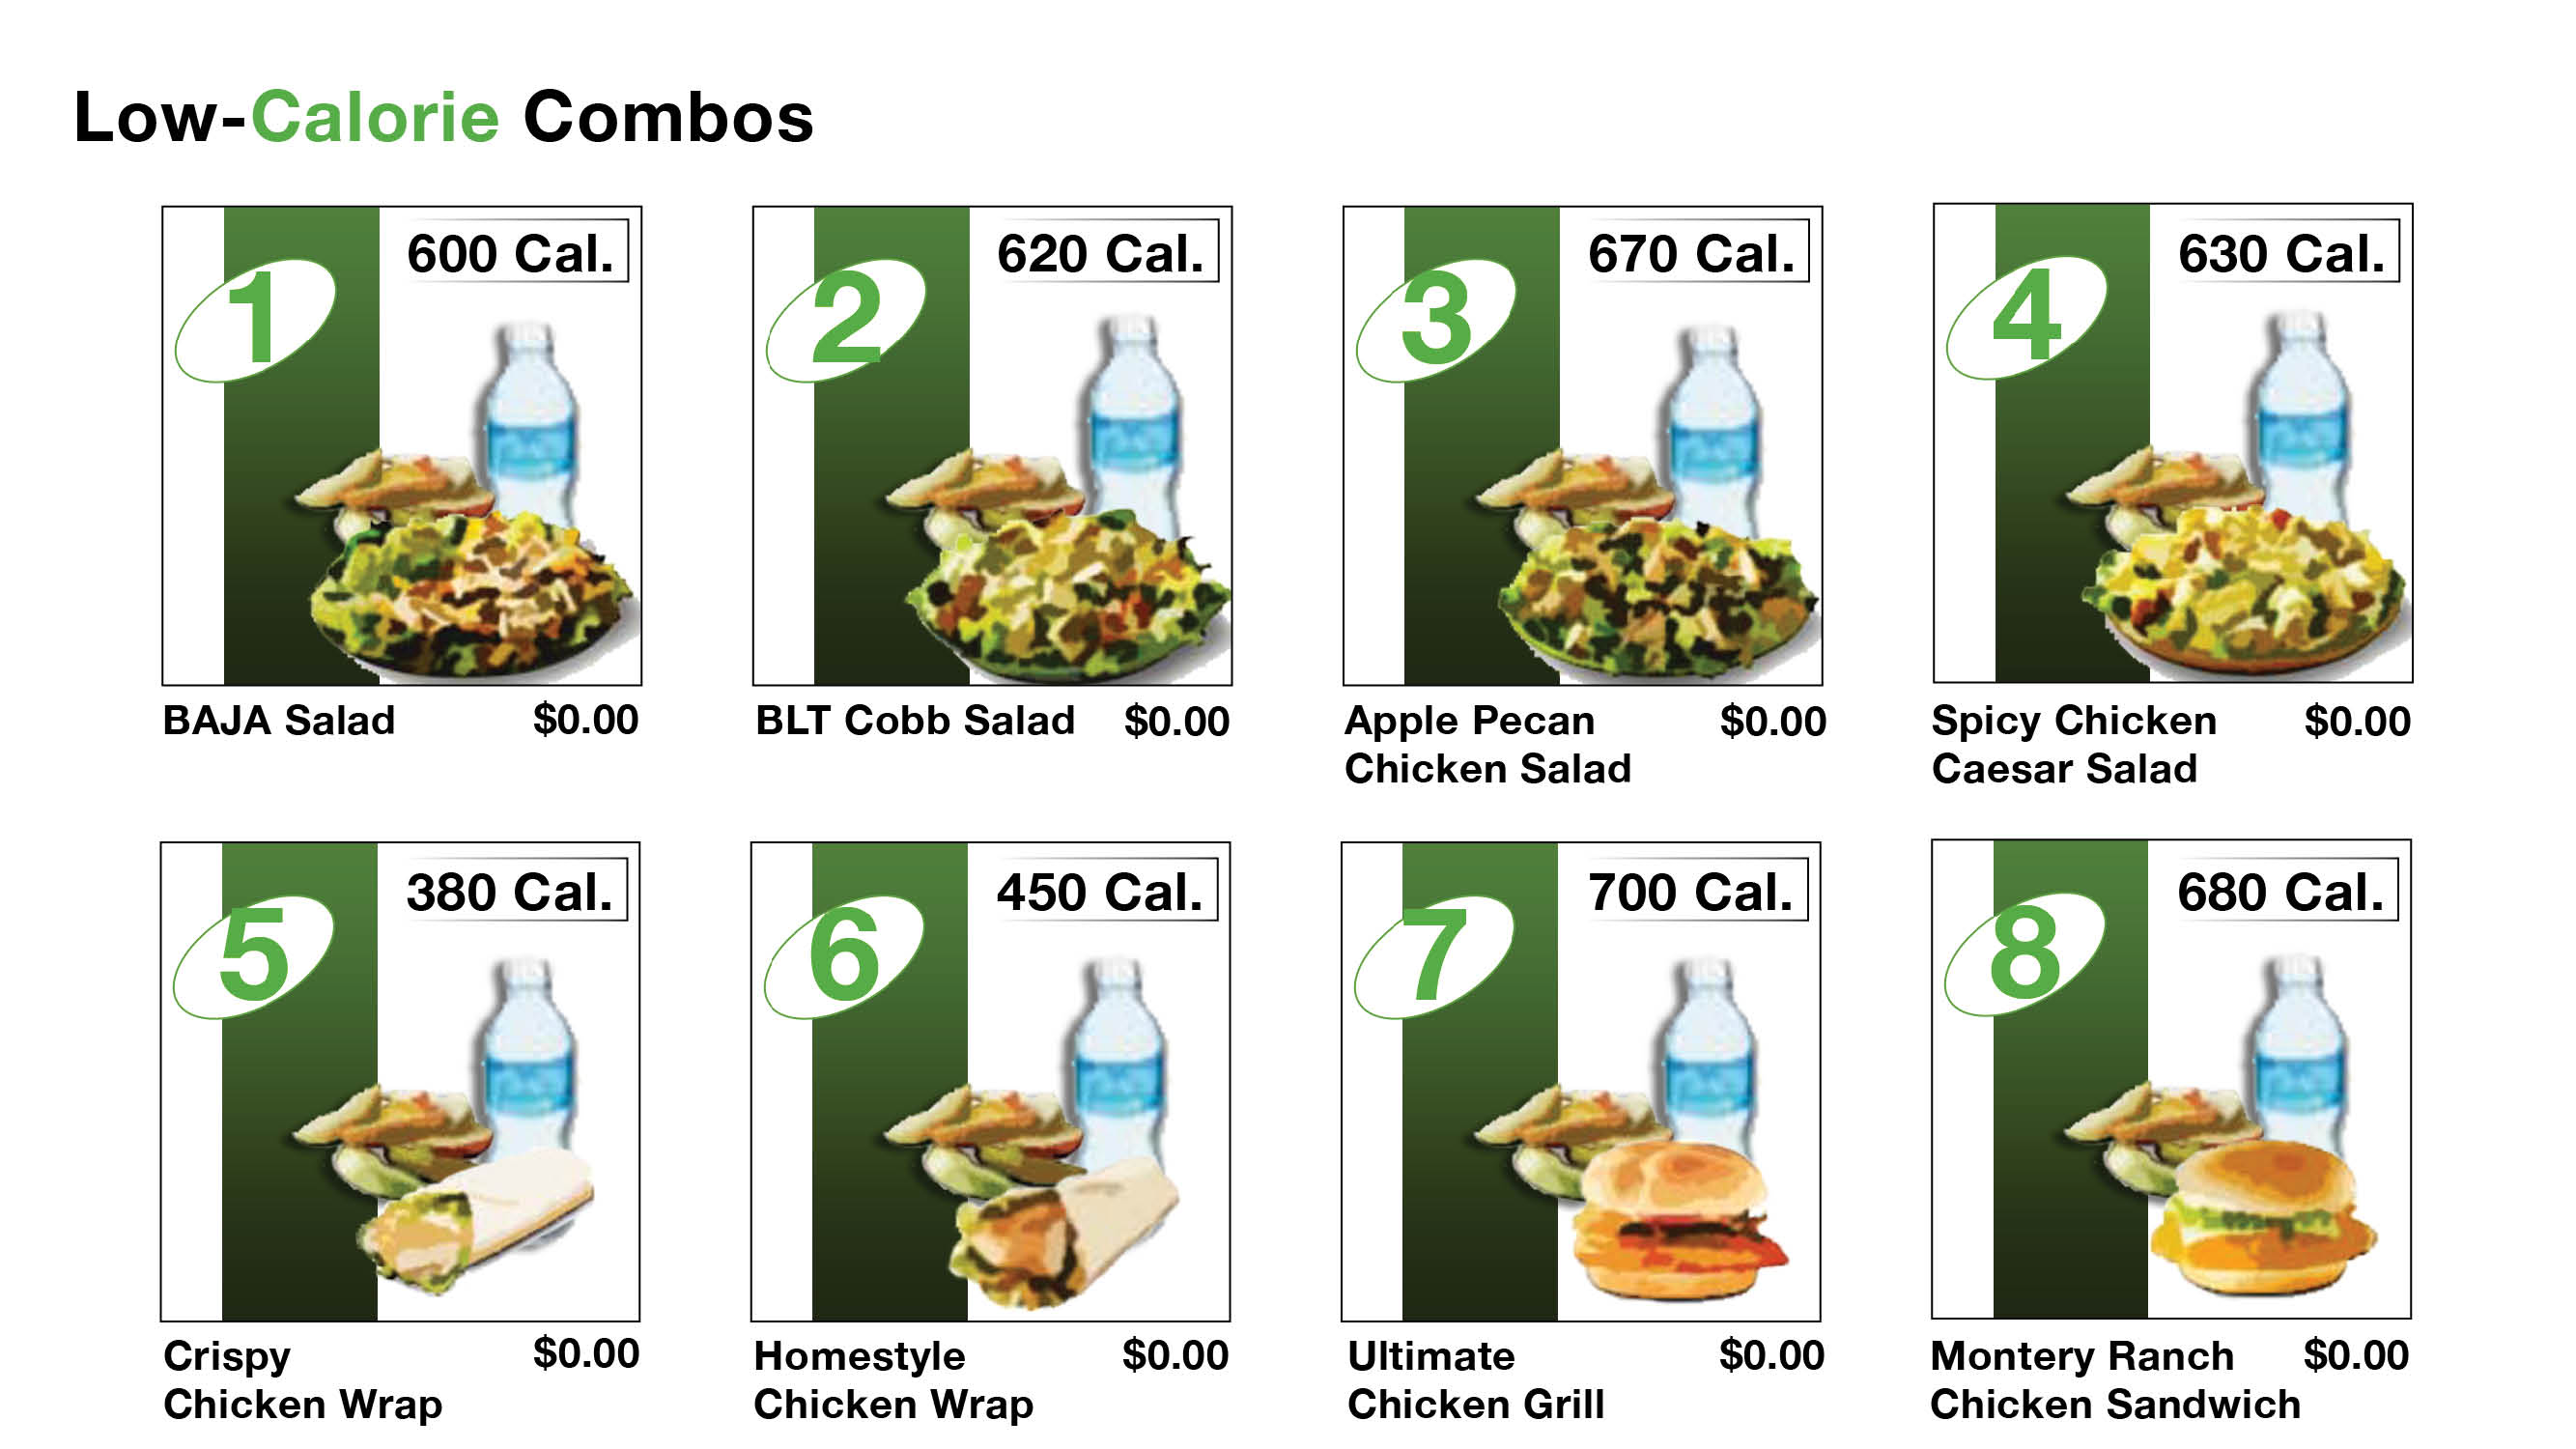 Low-Calorie Combos
1
600 Cal.
BAJA Salad $0.00
2
620 Cal.
BLT Cobb Salad $0.00
3
670 Cal.
Apple Pecan $0.00
Chicken Salad
4
630 Cal.
Spicy Chicken $0.00
Caesar Salad
5
380 Cal.
Crispy $0.00
Chicken Wrap
6
450 Cal.
Homestyle $0.00
Chicken Wrap
7
700 Cal.
Ultimate $0.00
Chicken Grill
8
680 Cal.
Montery Ranch $0.00
Chicken Sandwich